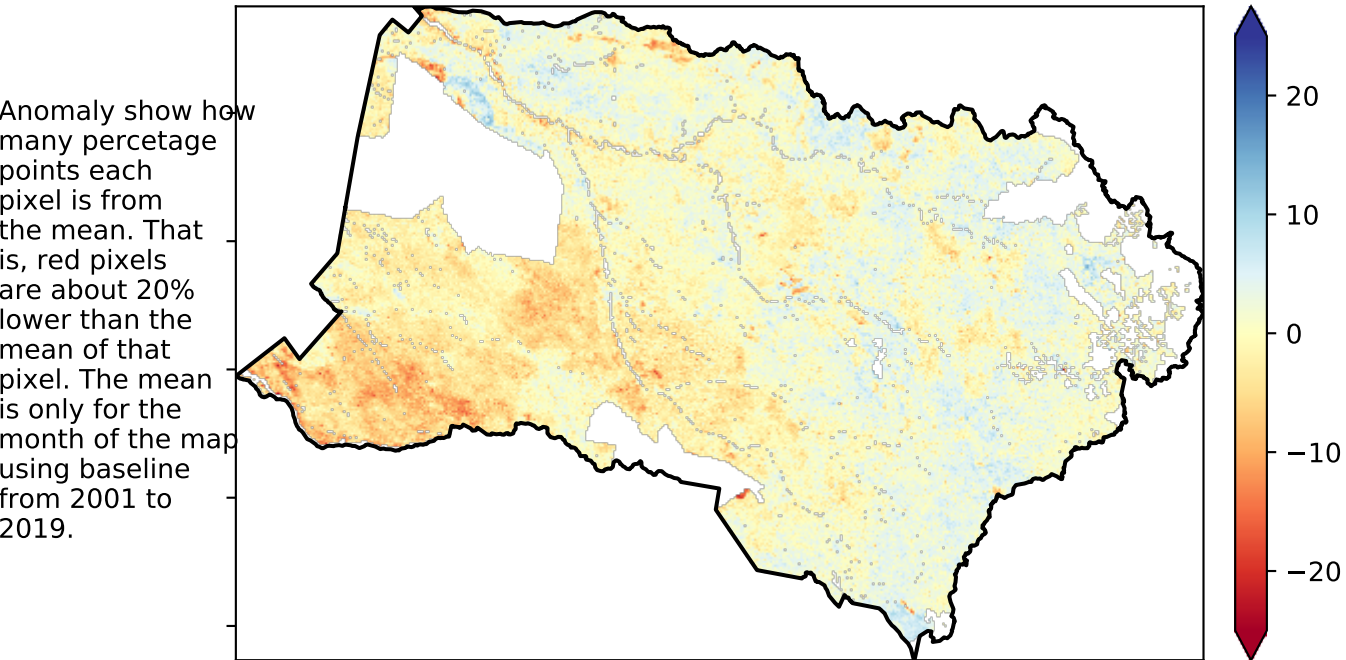 Anomaly show how
many percetage
points each
pixel is from
the mean. That
is, red pixels
are about 20%
lower than the
mean of that
pixel. The mean
is only for the
month of the map
using baseline
from 2001 to
2019.
20
10
0
−10
−20